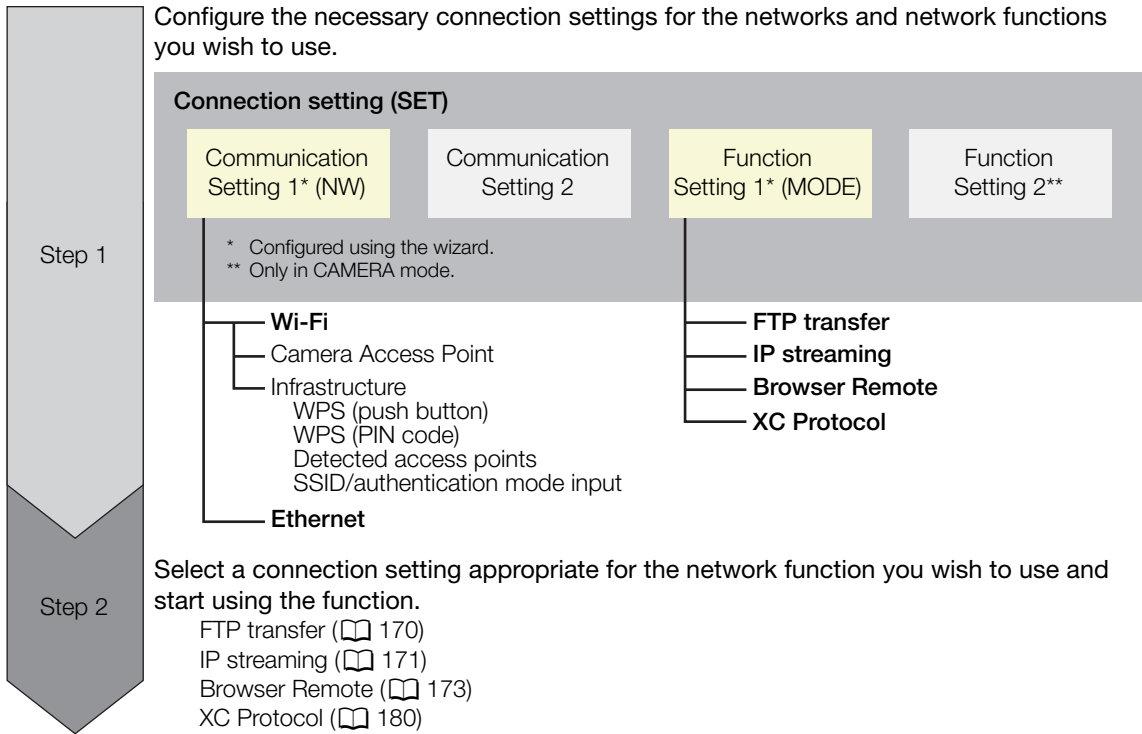 Configure the necessary connection settings for the networks and network functions
you wish to use.
Connection setting (SET)
Communication
Setting 1* (NW)
Communication
Setting 2
Function
Setting 1* (MODE)
Function
Setting 2**
* Configured using the wizard.
** Only in CAMERA mode.
Step 1
Wi-Fi
Camera Access Point
Infrastructure
WPS (push button)
WPS (PIN code)
Detected access points
SSID/authentication mode input
Ethernet
FTP transfer
IP streaming
Browser Remote
XC Protocol
Step 2
Select a connection setting appropriate for the network function you wish to use and
start using the function.
FTP transfer (170)
IP streaming (171)
Browser Remote (173)
XC Protocol (180)